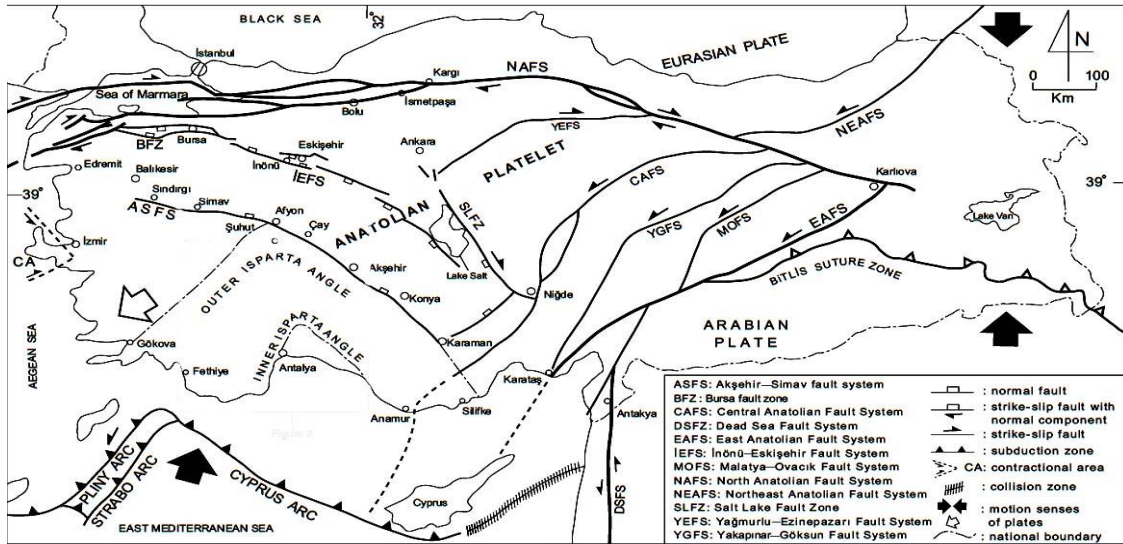 BLACK SEA
32°
EURASIAN PLATE
N
0 100
Km
İstanbul
Kargı
NAFS
Sea of Marmara
İsmetpaşa
Bolu
NEAFS
YEFS
BFZ
Bursa
Eskişehir
Ankara
PLATELET
Edremit
Balıkesir
İnönü
İEFS
CAFS
Karlıova
39°
39°
Sındırgı
Simav
SLFZ
ASFS
Afyon
ANATOLIAN
YGFS
MOFS
EAFS
Lake Van
Şuhut
Çay
İzmir
CA
OUTER ISPARTA ANGLE
Akşehir
Lake Salt
BITLIS SUTURE ZONE
Konya
Niğde
ARABIAN
PLATE
AEGEAN SEA
Gökova
INNER ISPARTA ANGLE
Karaman
Fethiye
Antalya
Karataş
Anamur
Silifke
Antakya
Figure 2
PLINY ARC
STRABO ARC
CYPRUS ARC
Cyprus
DSFS
EAST MEDITERRANEAN SEA
ASFS: Akşehir—Simav fault system
BFZ: Bursa fault zone
CAFS: Central Anatolian Fault System
DSFZ: Dead Sea Fault System
EAFS: East Anatolian Fault System
İEFS: İnönü—Eskişehir Fault System
MOFS: Malatya—Ovacık Fault System
NAFS: North Anatolian Fault System
NEAFS: Northeast Anatolian Fault System
SLFZ: Salt Lake Fault Zone
YEFS: Yağmurlu—Ezinepazarı Fault System
YGFS: Yakapınar—Göksun Fault System
: normal fault
: strike-slip fault with
normal component
: strike-slip fault
: subduction zone
CA: contractional area
: collision zone
: motion senses
of plates
: national boundary